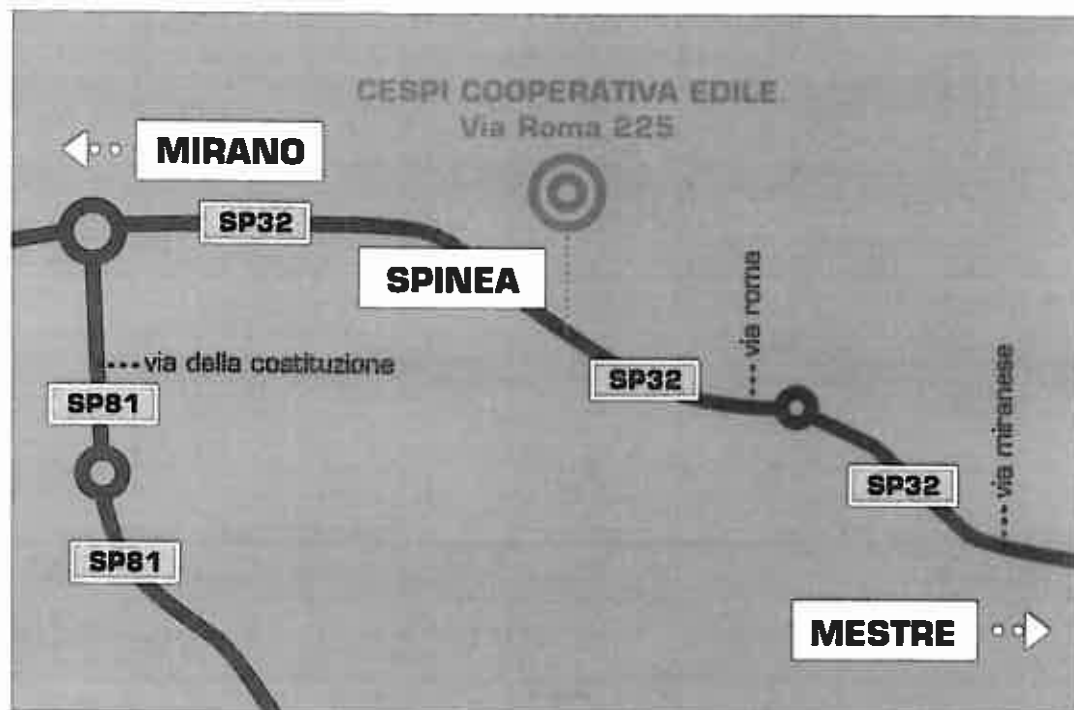 CESPI COOPERATIVA EDILE
Via Roma 225
MIRANO
SP32
SPINEA
via roma
via della costituzione
SP32
via miranese
SP81
SP32
SP81
MESTRE